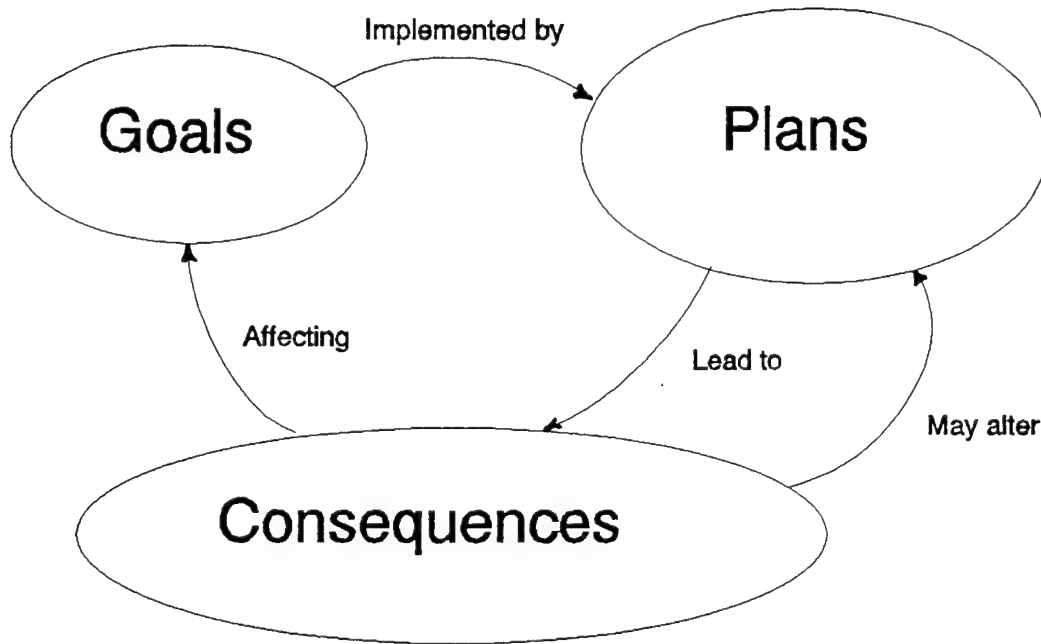 Implemented by
Goals
Plans
Affecting
Lead to
May alter
Consequences